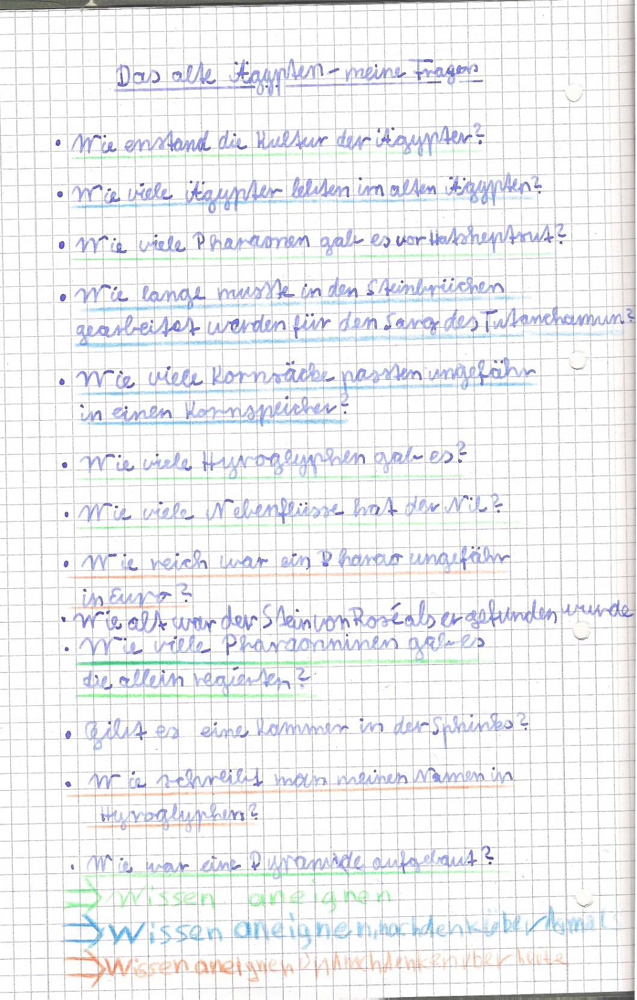 Das alte Ägypten – meine Fragen
• Wie enstand die Kultur der Ägypter?
• Wie viele Ägypter lebten im alten Ägypten?
• Wie viele Pharaonen gab es vor Hatsheptsut?
• Wie lange musste in den Steinbrüchen
gearbeitet werden für den Sarg des Tutanchamun?
• Wie viele Kornsäcke passten ungefähr
in einen Kornspeicher?
• Wie viele Hyroglyphen gab es?
• Wie viele Nebenflüsse hat der Nil?
• Wie reich war ein Pharao ungefähr
in Euro?
• Wie alt war der Stein von Rosé als er gefunden wurde
• Wie viele Pharaonninen gab es
die allein regierten?
• Gibt es eine Kammer in der Sphinks?
• Wie schreibt man meinen Namen in
Hyroglyphen?
• Wie war eine Pyramide aufgebaut?
⇒ Wissen aneignen
⇒ Wissen aneignen, nachdenk über damals
⇒ Wissen aneignen und nachdenken über heute